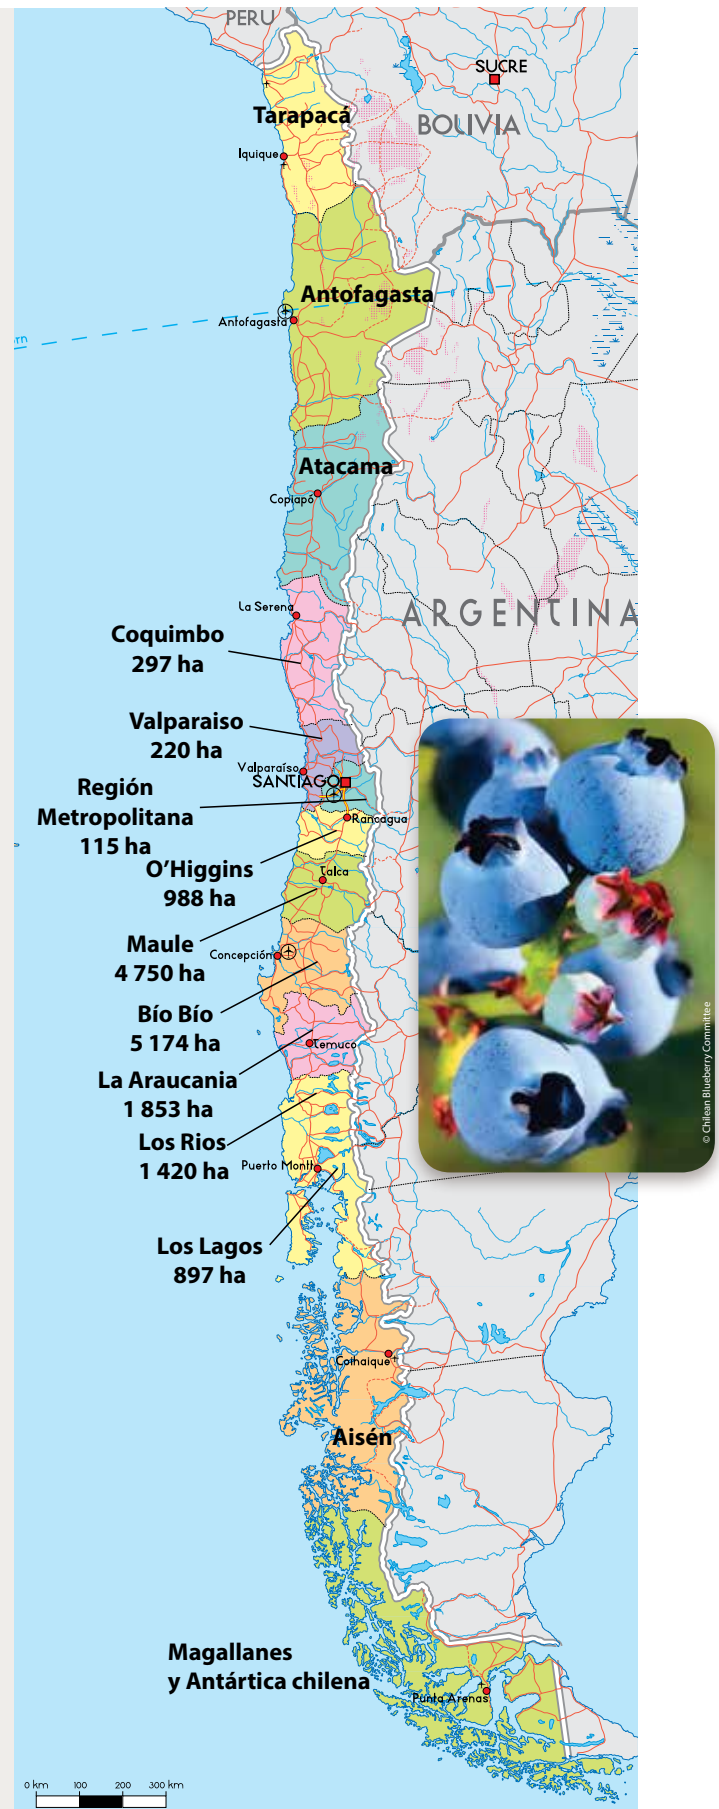 PERU
SUCRE
Tarapacá
BOLIVIA
Iquique
Antofagasta
Antofagasta
Atacama
Copiapó
La Serena
ARGENTINA
Coquimbo
297 ha
Valparaiso
220 ha
Valparaíso
SANTIAGO
Región
Metropolitana
115 ha
Rancagua
O'Higgins
988 ha
Talca
Maule
4 750 ha
Concepción
Bío Bío
5 174 ha
Temuco
La Araucania
1 853 ha
Los Rios
1 420 ha
Puerto Montt
Los Lagos
897 ha
© Chilean Blueberry Committee
Coihaique
Aisén
Magallanes
y Antártica chilena
Punta Arenas
0 km 100 200 300 km